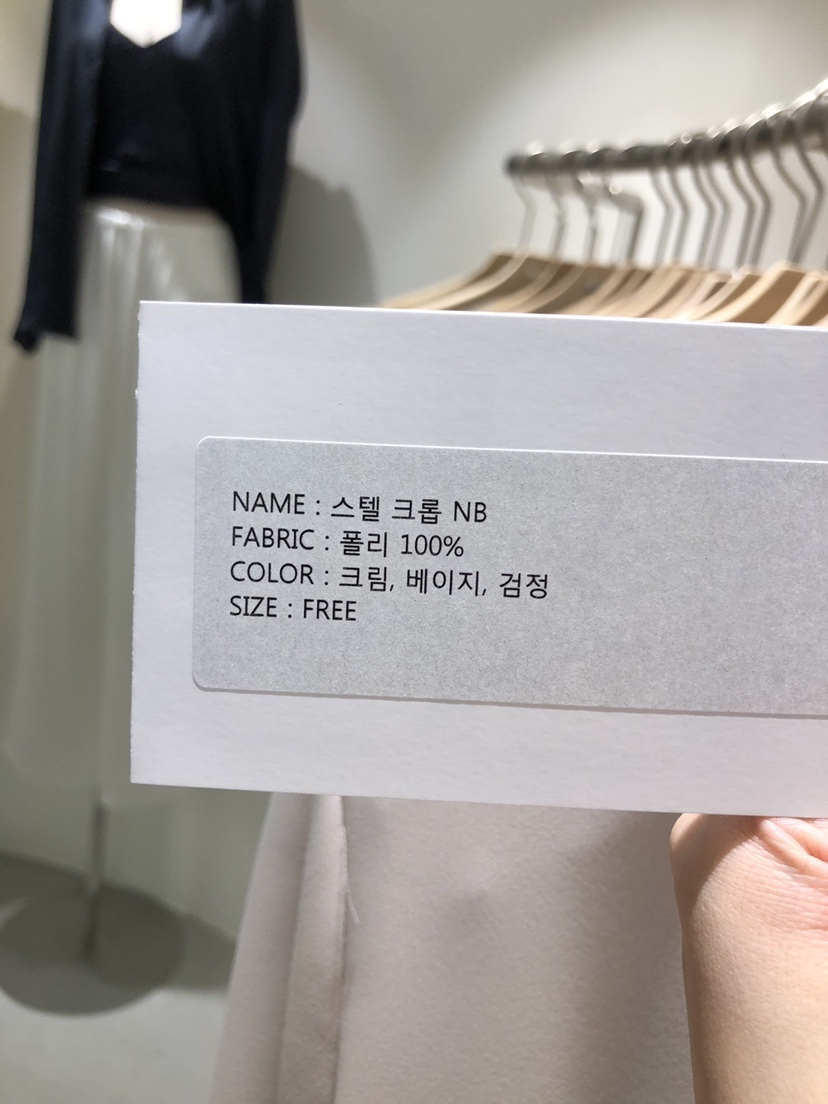 NAME : 스텔 크롭 NB
FABRIC : 폴리 100%
COLOR : 크림, 베이지, 검정
SIZE : FREE